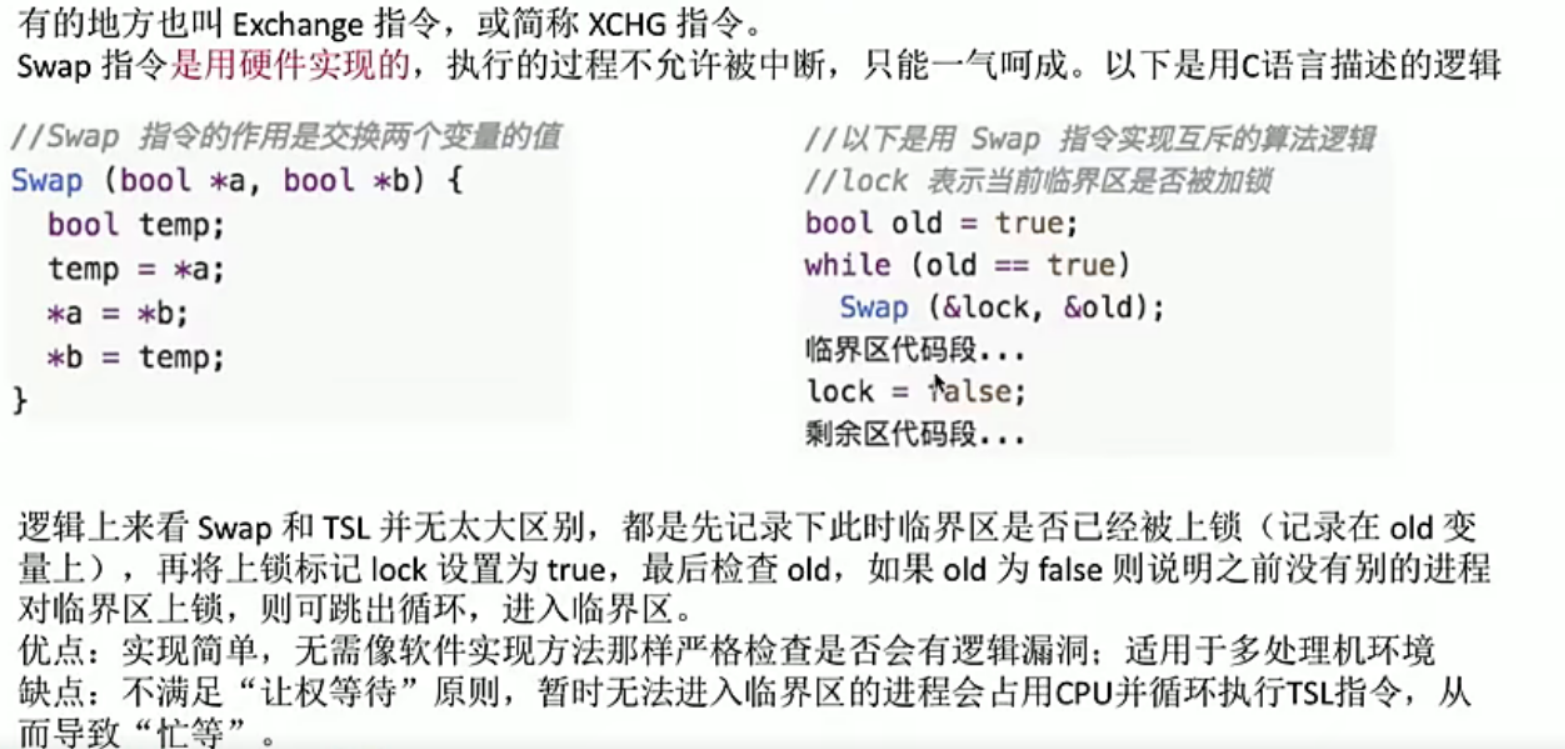 有的地方也叫 Exchange 指令，或简称 XCHG 指令。
Swap 指令是用硬件实现的，执行的过程不允许被中断，只能一气呵成。以下是用C语言描述的逻辑
//Swap 指令的作用是交换两个变量的值
Swap (bool *a, bool *b) {
  bool temp;
  temp = *a;
  *a = *b;
  *b = temp;
}
//以下是用 Swap 指令实现互斥的算法逻辑
//lock 表示当前临界区是否被加锁
bool old = true;
while (old == true)
  Swap (&lock, &old);
临界区代码段...
lock = false;
剩余区代码段...
逻辑上来看 Swap 和 TSL 并无太大区别，都是先记录下此时临界区是否已经被上锁（记录在 old 变
量上），再将上锁标记 lock 设置为 true，最后检查 old，如果 old 为 false 则说明之前没有别的进程
对临界区上锁，则可跳出循环，进入临界区。
优点：实现简单，无需像软件实现方法那样严格检查是否会有逻辑漏洞；适用于多处理机环境
缺点：不满足“让权等待”原则，暂时无法进入临界区的进程会占用CPU并循环执行TSL指令，从
而导致“忙等”。